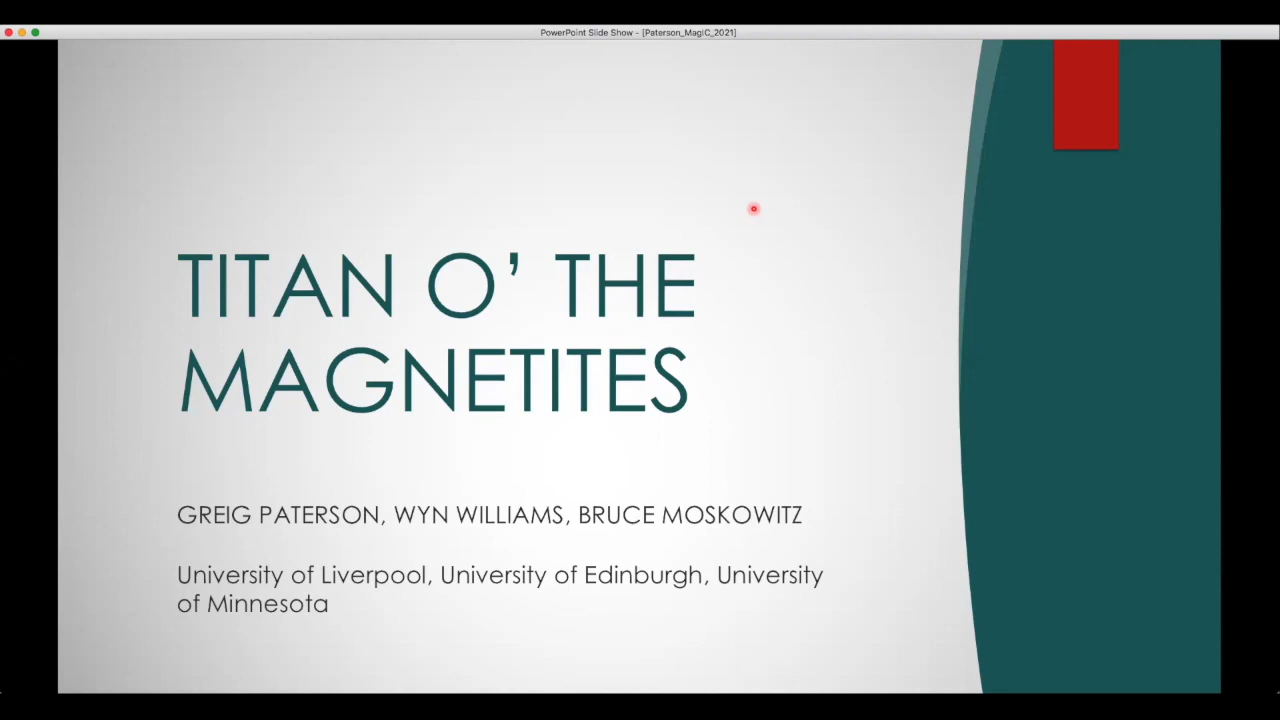 PowerPoint Slide Show - [Paterson_MagIC_2021]
TITAN O’ THE
MAGNETITES
GREIG PATERSON, WYN WILLIAMS, BRUCE MOSKOWITZ
University of Liverpool, University of Edinburgh, University
of Minnesota